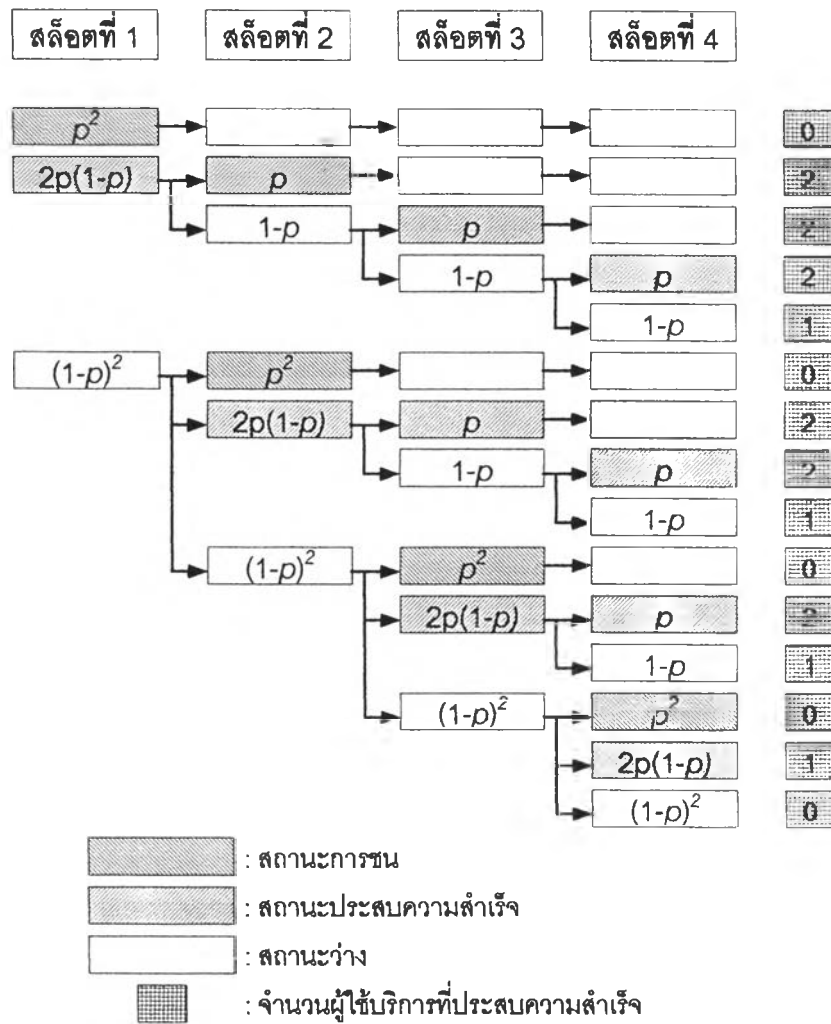 สล็อตที่ 1 สล็อตที่ 2 สล็อตที่ 3 สล็อตที่ 4
p² 0
2p(1-p) p 2
1-p p 2
1-p p 2
1-p 1
(1-p)² p² 0
2p(1-p) p 2
1-p p 2
1-p 1
(1-p)² p² 0
2p(1-p) p 2
1-p 1
(1-p)² p² 0
2p(1-p) 1
(1-p)² 0
: สถานะการชน
: สถานะประสบความสำเร็จ
: สถานะว่าง
: จำนวนผู้ใช้บริการที่ประสบความสำเร็จ